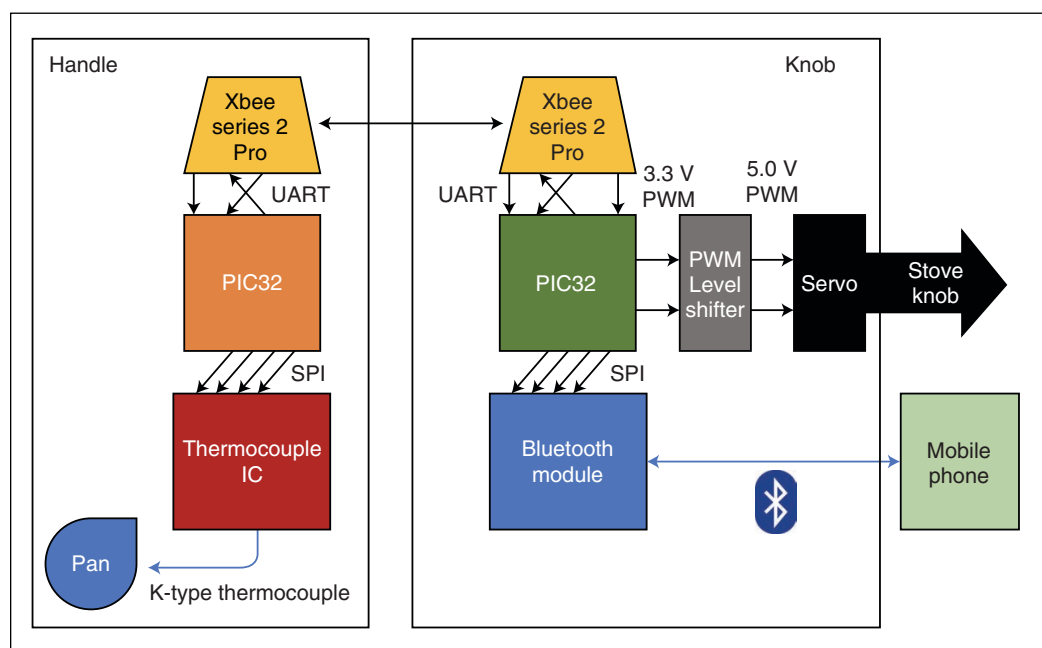 Handle
Knob
Xbee
series 2
Pro
Xbee
series 2
Pro
UART
UART
3.3 V
PWM
5.0 V
PWM
PIC32
PIC32
PWM
Level
shifter
Servo
Stove
knob
SPI
SPI
Thermocouple
IC
Bluetooth
module
Mobile
phone
Pan
K-type thermocouple